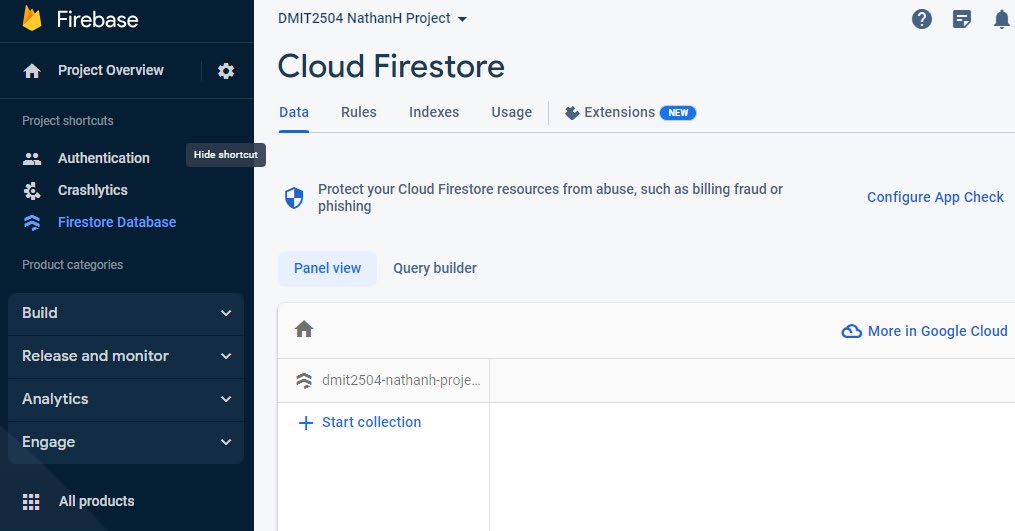 Firebase
Project Overview
Project shortcuts
Authentication
Hide shortcut
Crashlytics
Firestore Database
Product categories
Build
Release and monitor
Analytics
Engage
All products
DMIT2504 NathanH Project
Cloud Firestore
Data Rules Indexes Usage Extensions NEW
Protect your Cloud Firestore resources from abuse, such as billing fraud or
phishing
Configure App Check
Panel view Query builder
More in Google Cloud
dmit2504-nathanh-proje...
+ Start collection